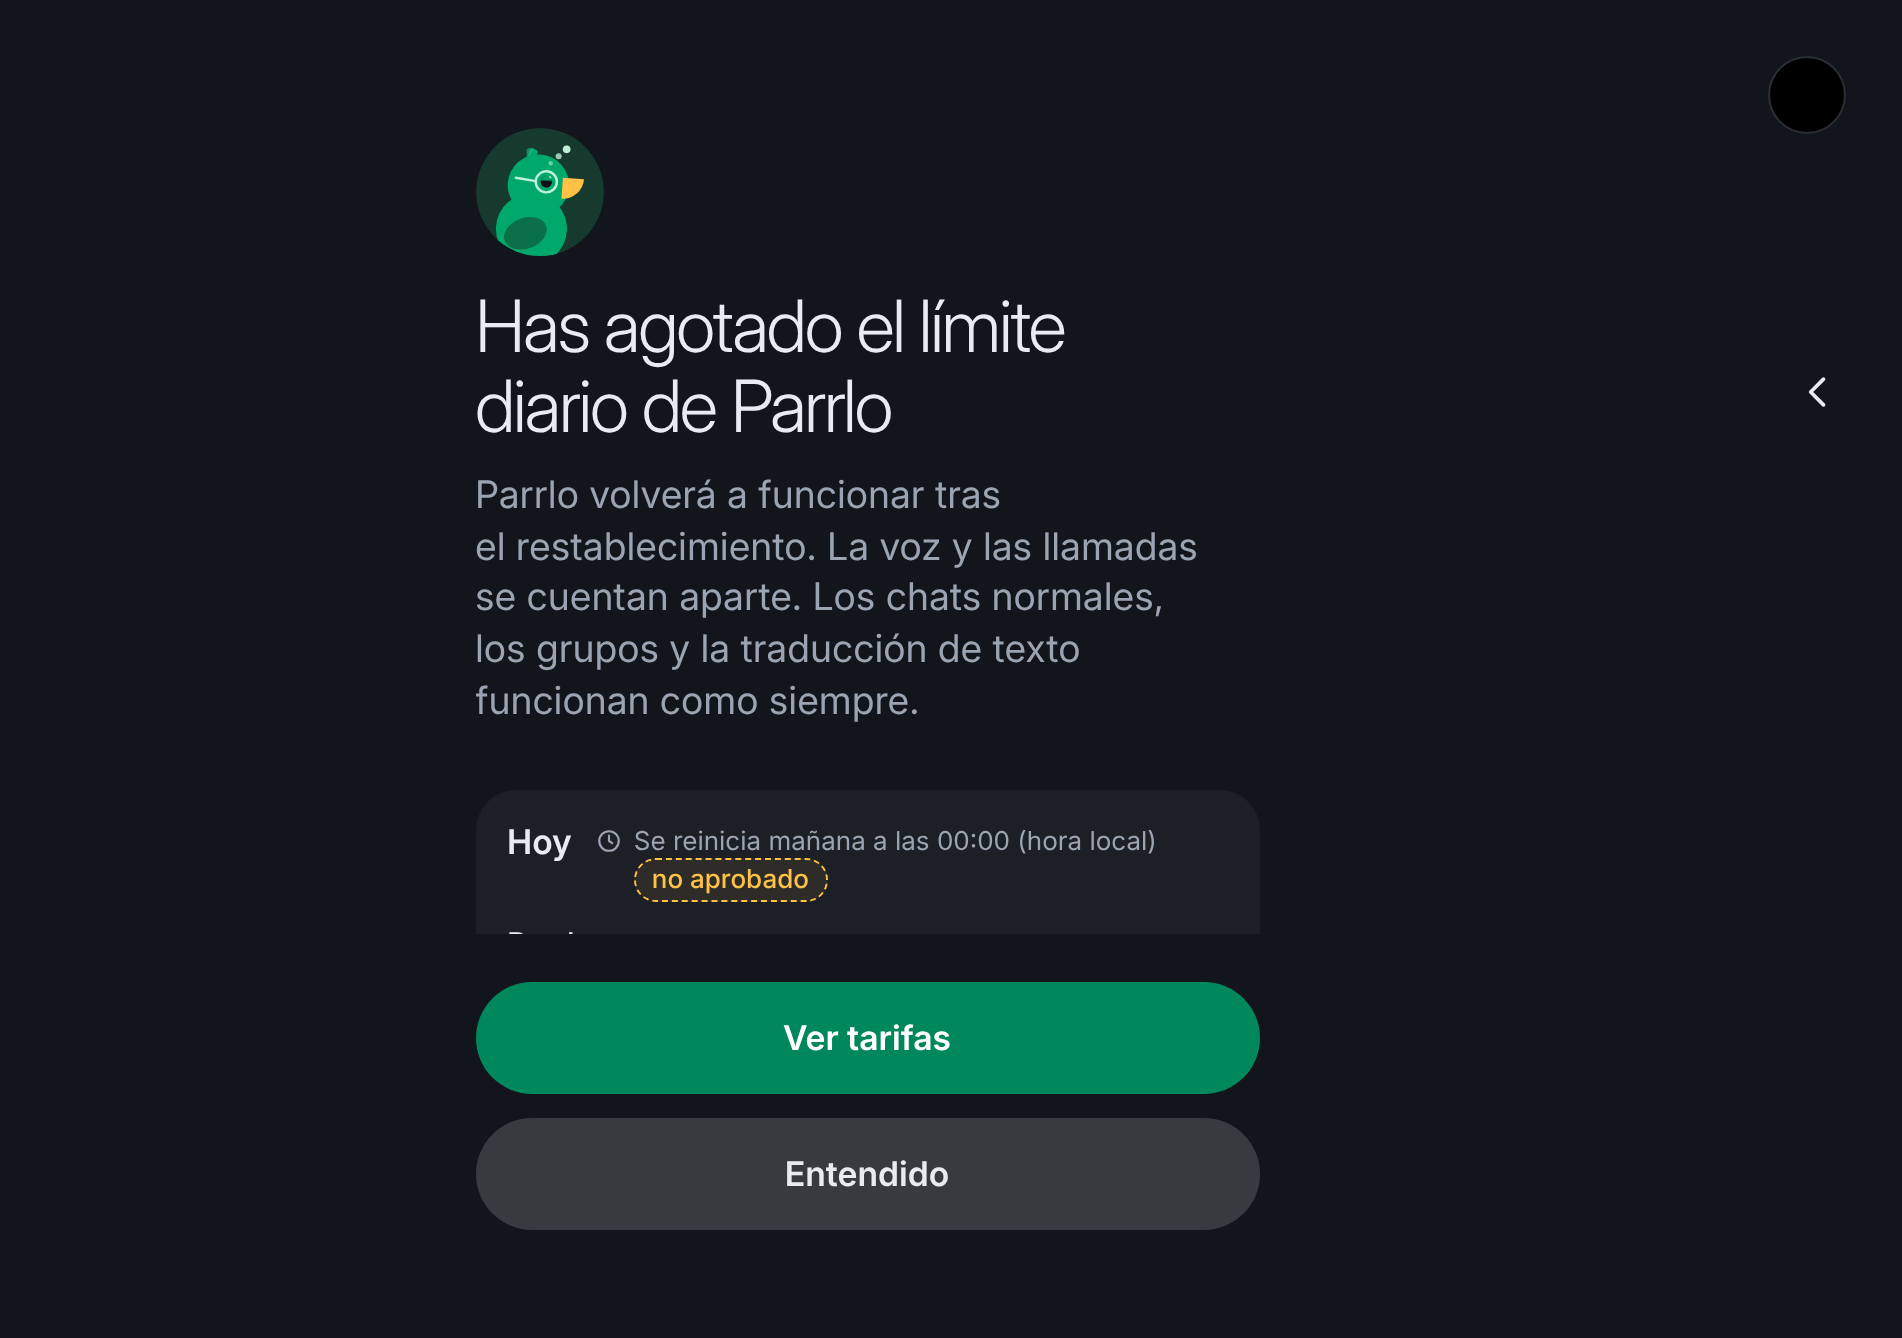 Has agotado el límite
diario de Parrlo
Parrlo volverá a funcionar tras
el restablecimiento. La voz y las llamadas
se cuentan aparte. Los chats normales,
los grupos y la traducción de texto
funcionan como siempre.
Hoy Se reinicia mañana a las 00:00 (hora local)
no aprobado
Ver tarifas
Entendido